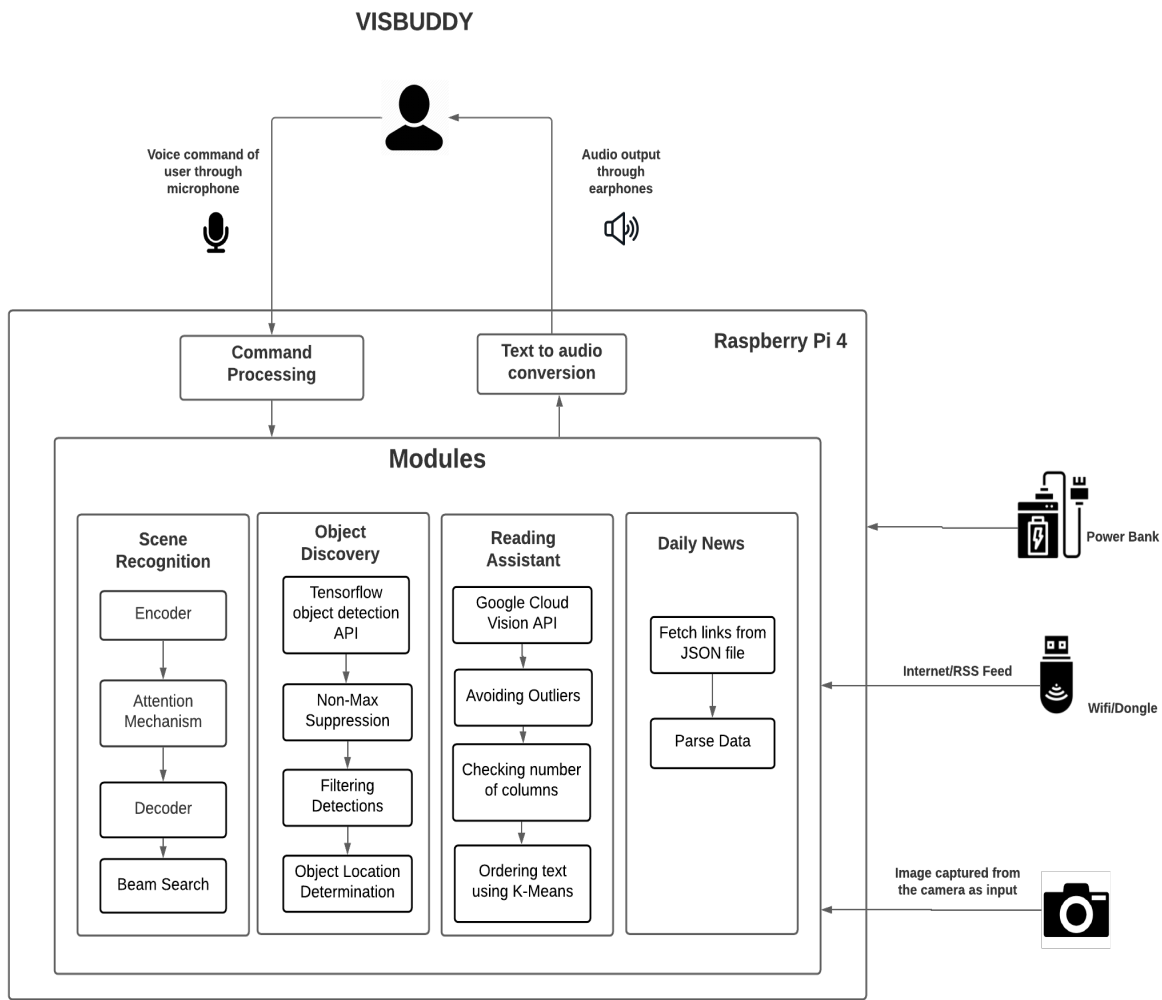 VISBUDDY
Voice command of
user through
microphone
Audio output
through
earphones
Raspberry Pi 4
Command
Processing
Text to audio
conversion
Modules
Scene
Recognition
Encoder
Attention
Mechanism
Decoder
Beam Search
Object
Discovery
Tensorflow
object detection
API
Non-Max
Suppression
Filtering
Detections
Object Location
Determination
Reading
Assistant
Google Cloud
Vision API
Avoiding Outliers
Checking number
of columns
Ordering text
using K-Means
Daily News
Fetch links from
JSON file
Parse Data
Power Bank
Internet/RSS Feed
Wifi/Dongle
Image captured from
the camera as input